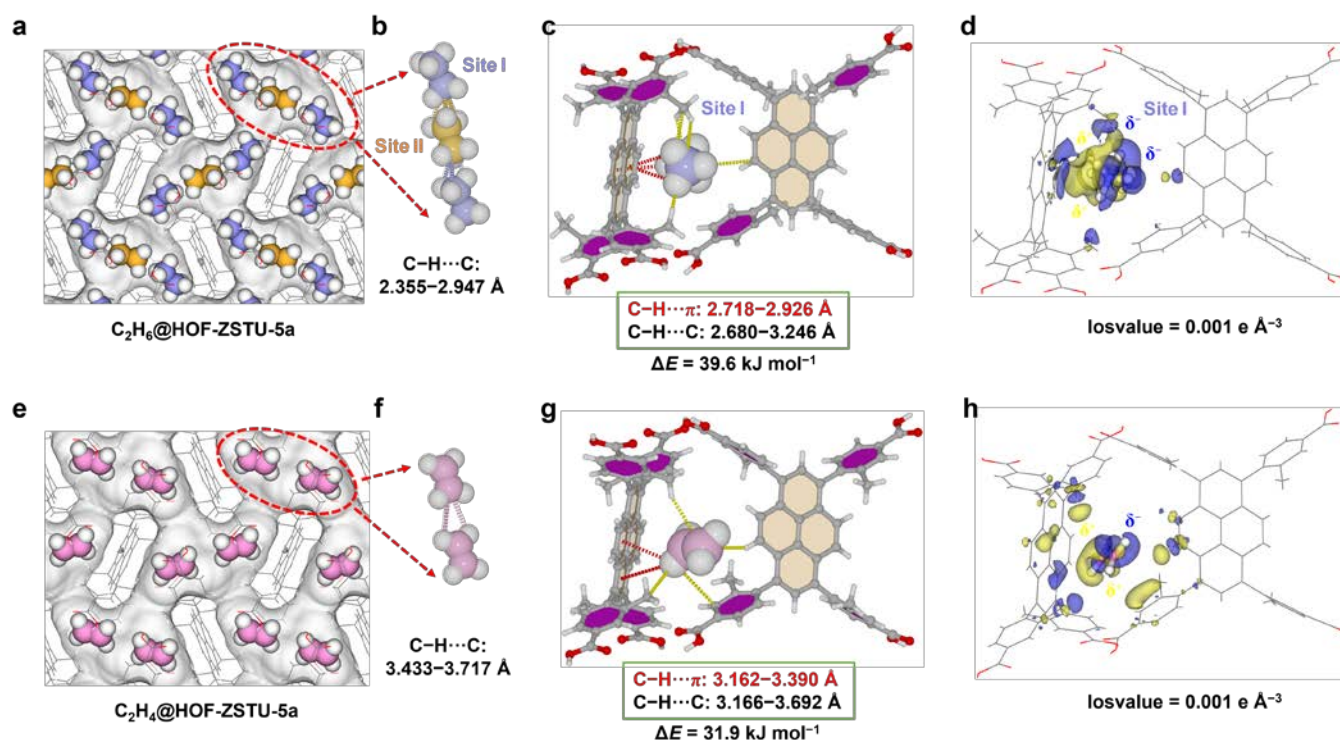 a
b
c
d
Site I
Site II
C−H···C:
2.355−2.947 Å
C₂H₆@HOF-ZSTU-5a
Site I
C−H···π: 2.718−2.926 Å
C−H···C: 2.680−3.246 Å
ΔE = 39.6 kJ mol⁻¹
Site I
δ⁻
δ⁻
δ⁺
δ⁺
Iosvalue = 0.001 e Å⁻³
e
f
g
h
C−H···C:
3.433−3.717 Å
C₂H₄@HOF-ZSTU-5a
C−H···π: 3.162−3.390 Å
C−H···C: 3.166−3.692 Å
ΔE = 31.9 kJ mol⁻¹
δ⁻
δ⁺
δ⁺
Iosvalue = 0.001 e Å⁻³